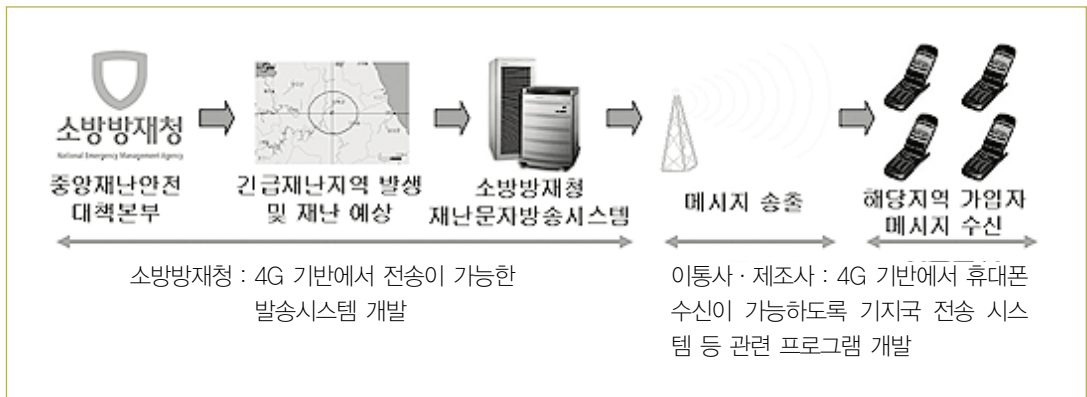 소방방재청
National Emergency Management Agency
중앙재난안전
대책본부
긴급재난지역 발생
및 재난 예상
소방방재청
재난문자방송시스템
메시지 송출
해당지역 가입자
메시지 수신
소방방재청 : 4G 기반에서 전송이 가능한
발송시스템 개발
이통사 · 제조사 : 4G 기반에서 휴대폰
수신이 가능하도록 기지국 전송 시스
템 등 관련 프로그램 개발